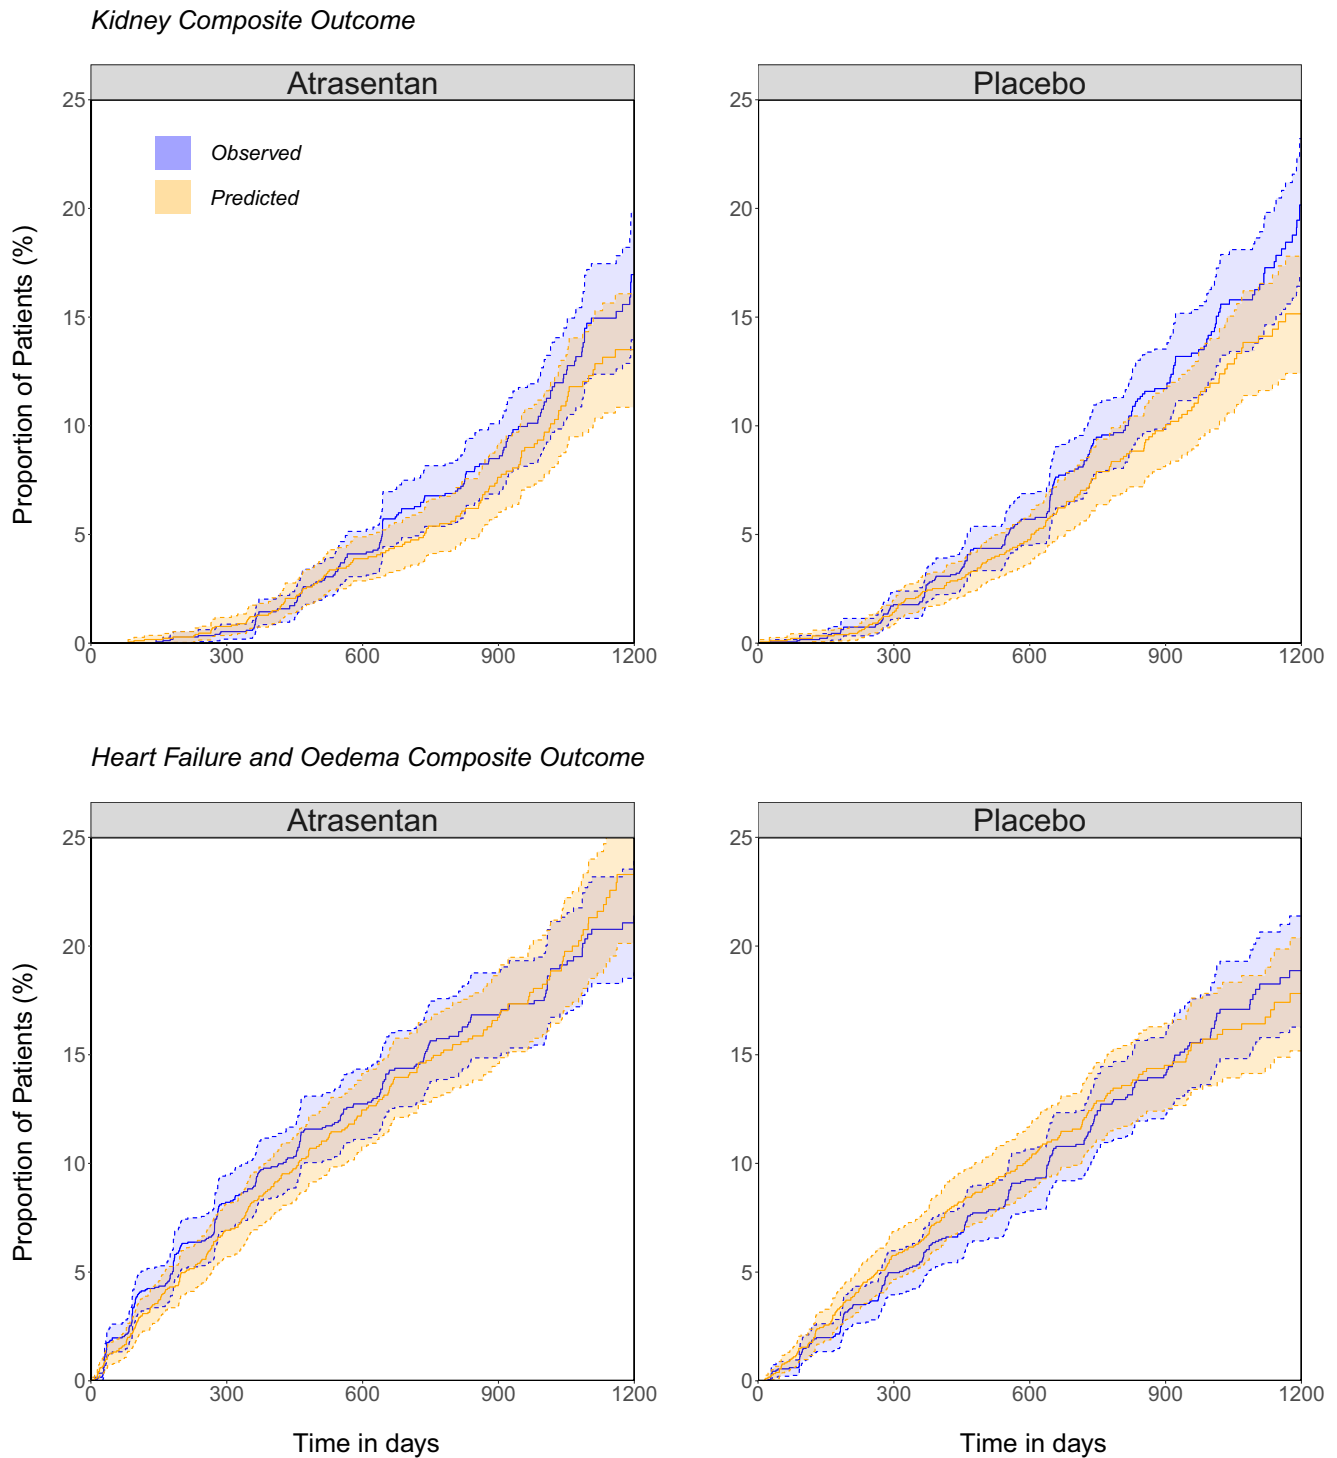 Kidney Composite Outcome
Atrasentan
Placebo
Observed
Predicted
Proportion of Patients (%)
25
20
15
10
5
0
0 300 600 900 1200
25
20
15
10
5
0
0 300 600 900 1200
Heart Failure and Oedema Composite Outcome
Atrasentan
Placebo
Proportion of Patients (%)
25
20
15
10
5
0
0 300 600 900 1200
25
20
15
10
5
0
0 300 600 900 1200
Time in days
Time in days